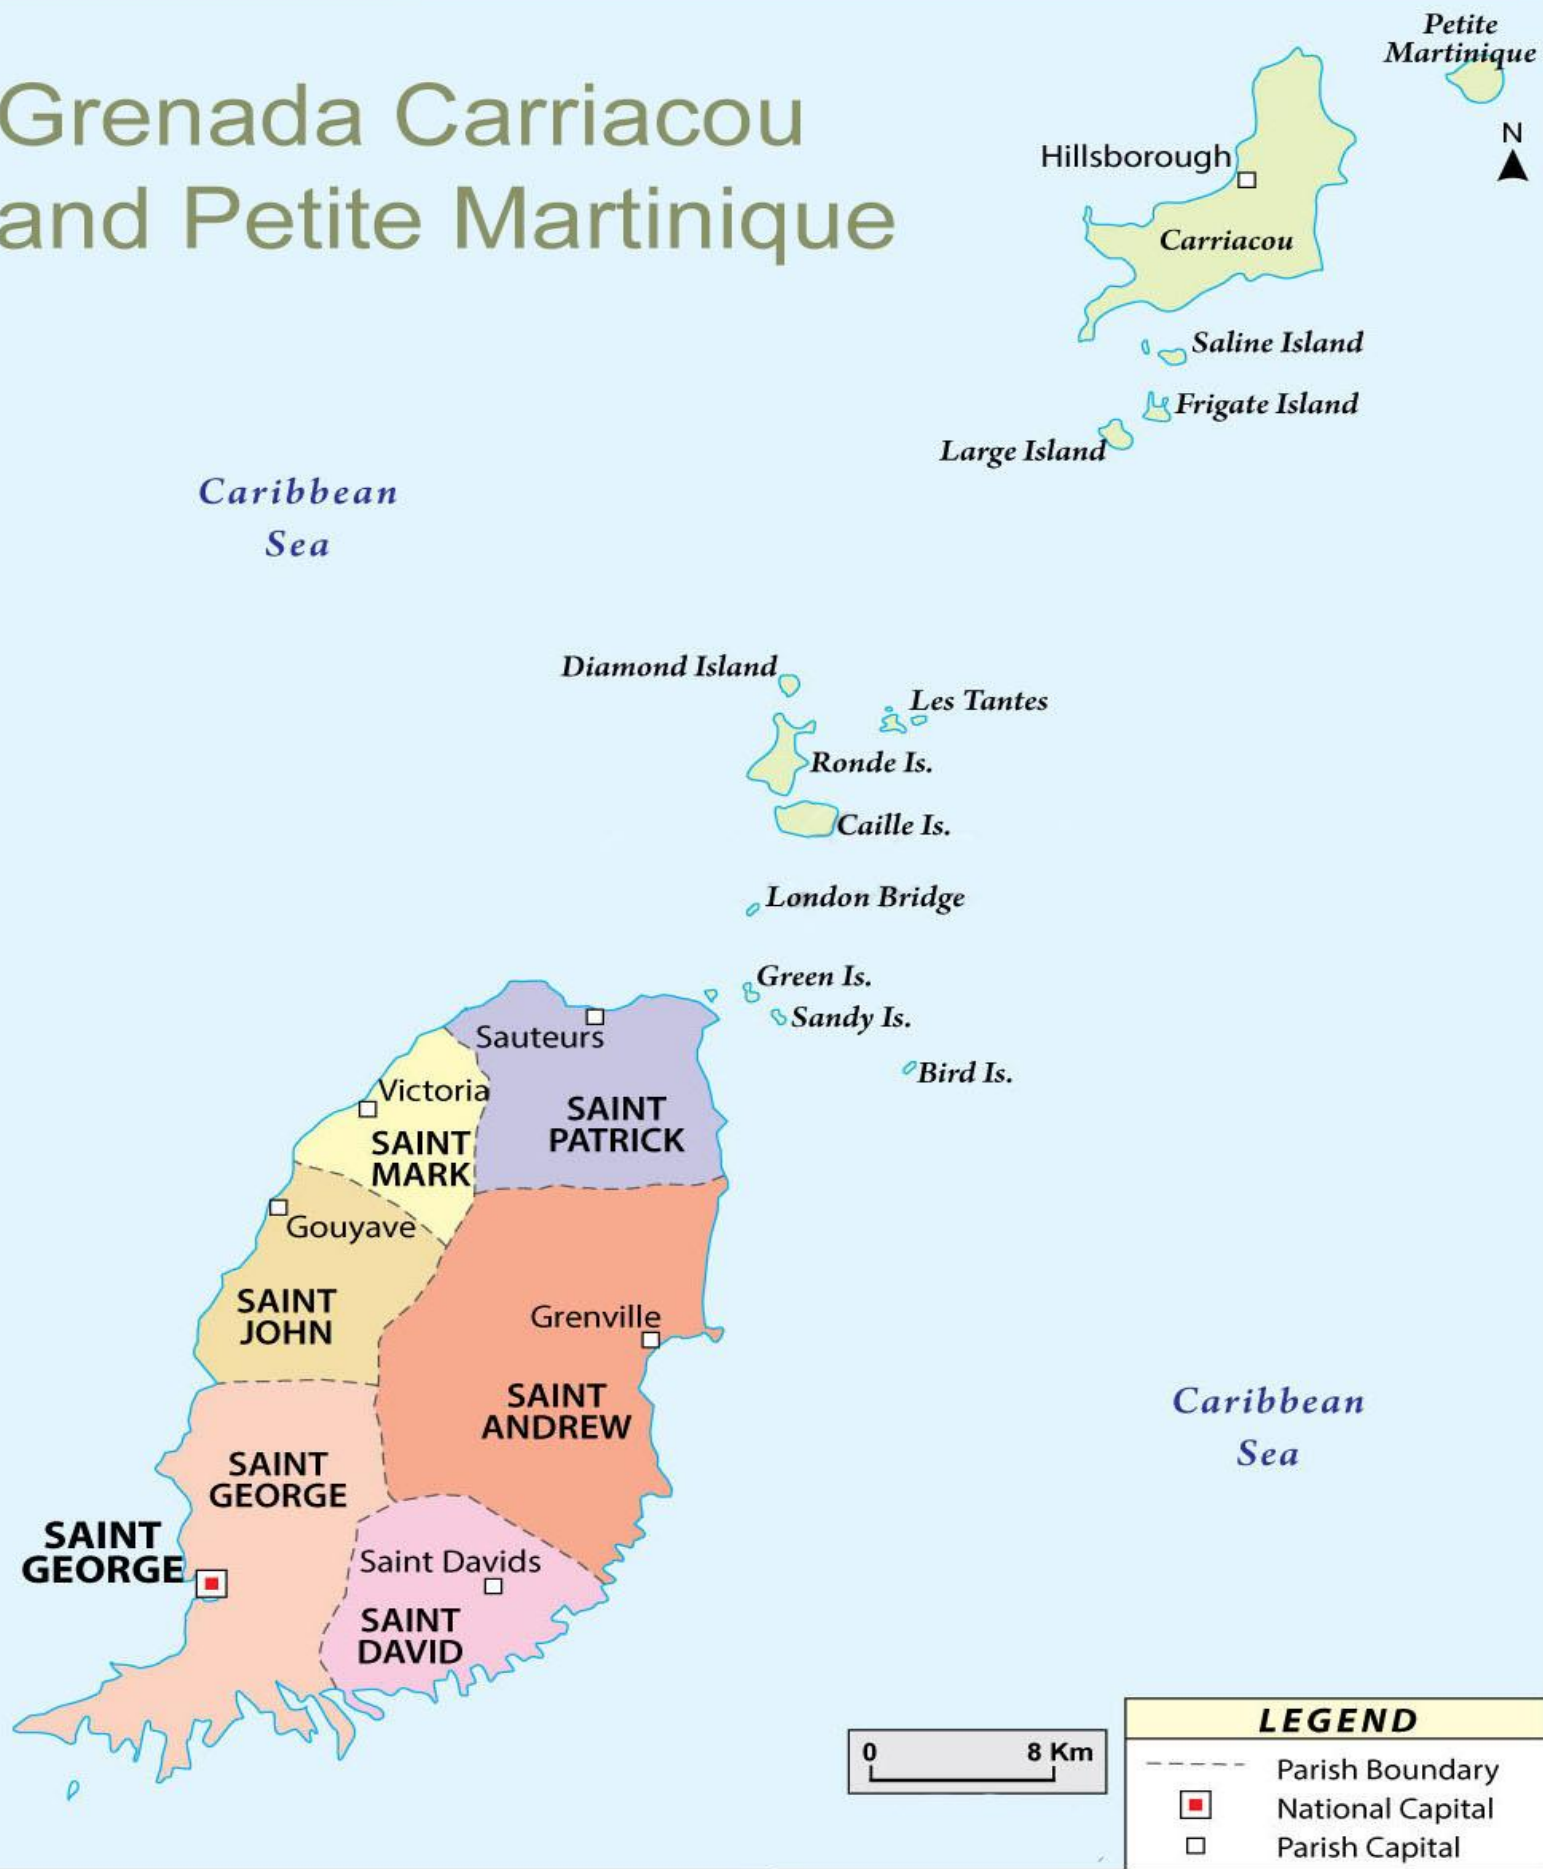 Petite
Martinique
Grenada Carriacou
and Petite Martinique
N
Hillsborough
Carriacou
Saline Island
Frigate Island
Large Island
Caribbean
Sea
Diamond Island
Les Tantes
Ronde Is.
Caille Is.
London Bridge
Green Is.
Sandy Is.
Bird Is.
Sauteurs
Victoria
SAINT
PATRICK
SAINT
MARK
Gouyave
SAINT
JOHN
Grenville
SAINT
ANDREW
Caribbean
Sea
SAINT
GEORGE
SAINT
GEORGE
Saint Davids
SAINT
DAVID
0 8 Km
LEGEND
Parish Boundary
National Capital
Parish Capital